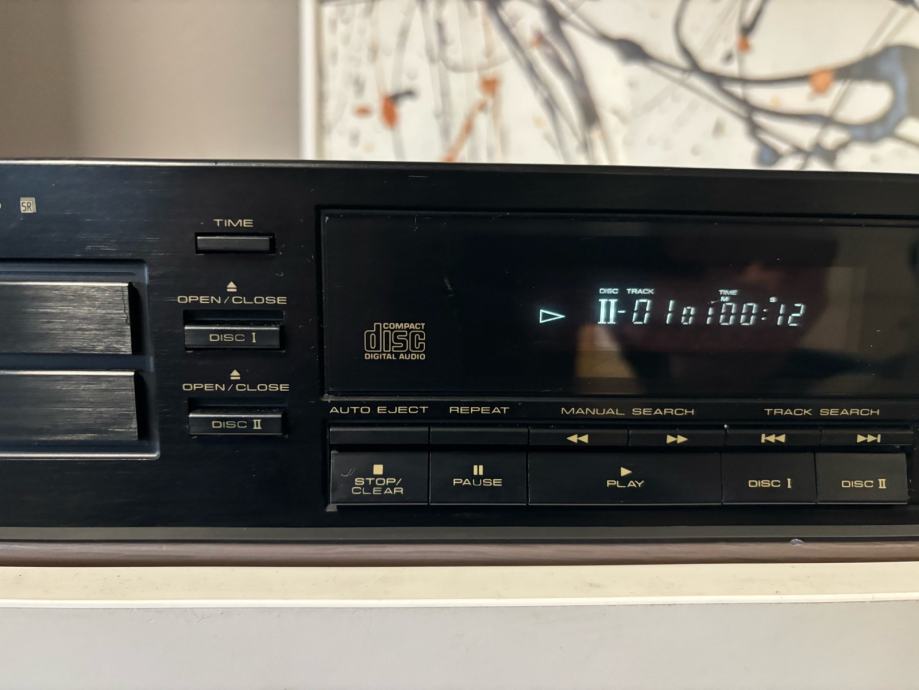 SR
TIME
OPEN/CLOSE
DISC I
OPEN/CLOSE
DISC II
COMPACT
disc
DIGITAL AUDIO
DISC TRACK TIME
M
II-01 00:12
AUTO EJECT REPEAT MANUAL SEARCH TRACK SEARCH
STOP/
CLEAR
PAUSE
PLAY
DISC I
DISC II